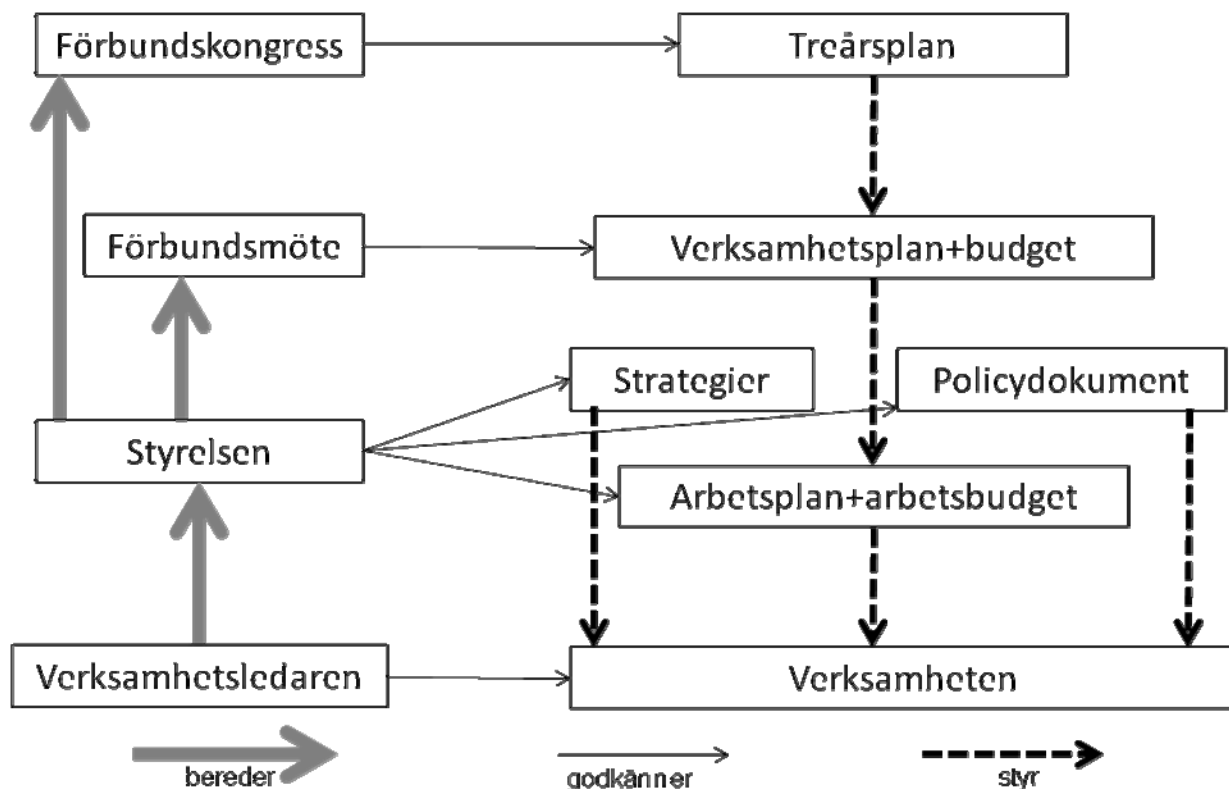 Förbundskongress
Treårsplan
Förbundsmöte
Verksamhetsplan+budget
Strategier
Policydokument
Styrelsen
Arbetsplan+arbetsbudget
Verksamhetsledaren
Verksamheten
bereder
godkänner
styr